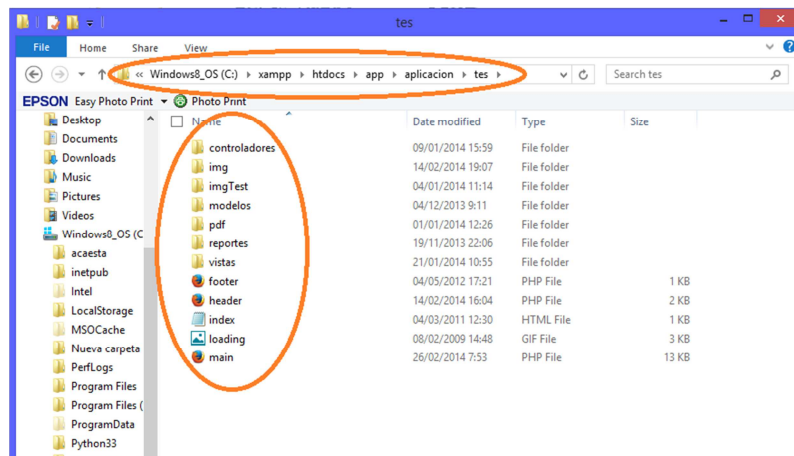 tes
File Home Share View
« Windows8_OS (C:) xampp htdocs app aplicacion tes Search tes
EPSON Easy Photo Print Photo Print
Name Date modified Type Size
Desktop
Documents
Downloads
Music
Pictures
Videos
Windows8_OS (C
acaesta
inetpub
Intel
LocalStorage
MSOCache
Nueva carpeta
PerfLogs
Program Files
Program Files (
ProgramData
Python33
controladores 09/01/2014 15:59 File folder
img 14/02/2014 19:07 File folder
imgTest 04/01/2014 11:14 File folder
modelos 04/12/2013 9:11 File folder
pdf 01/01/2014 12:26 File folder
reportes 19/11/2013 22:06 File folder
vistas 21/01/2014 10:55 File folder
footer 04/05/2012 17:21 PHP File 1 KB
header 14/02/2014 16:04 PHP File 2 KB
index 04/03/2011 12:30 HTML File 1 KB
loading 08/02/2009 14:48 GIF File 3 KB
main 26/02/2014 7:53 PHP File 13 KB